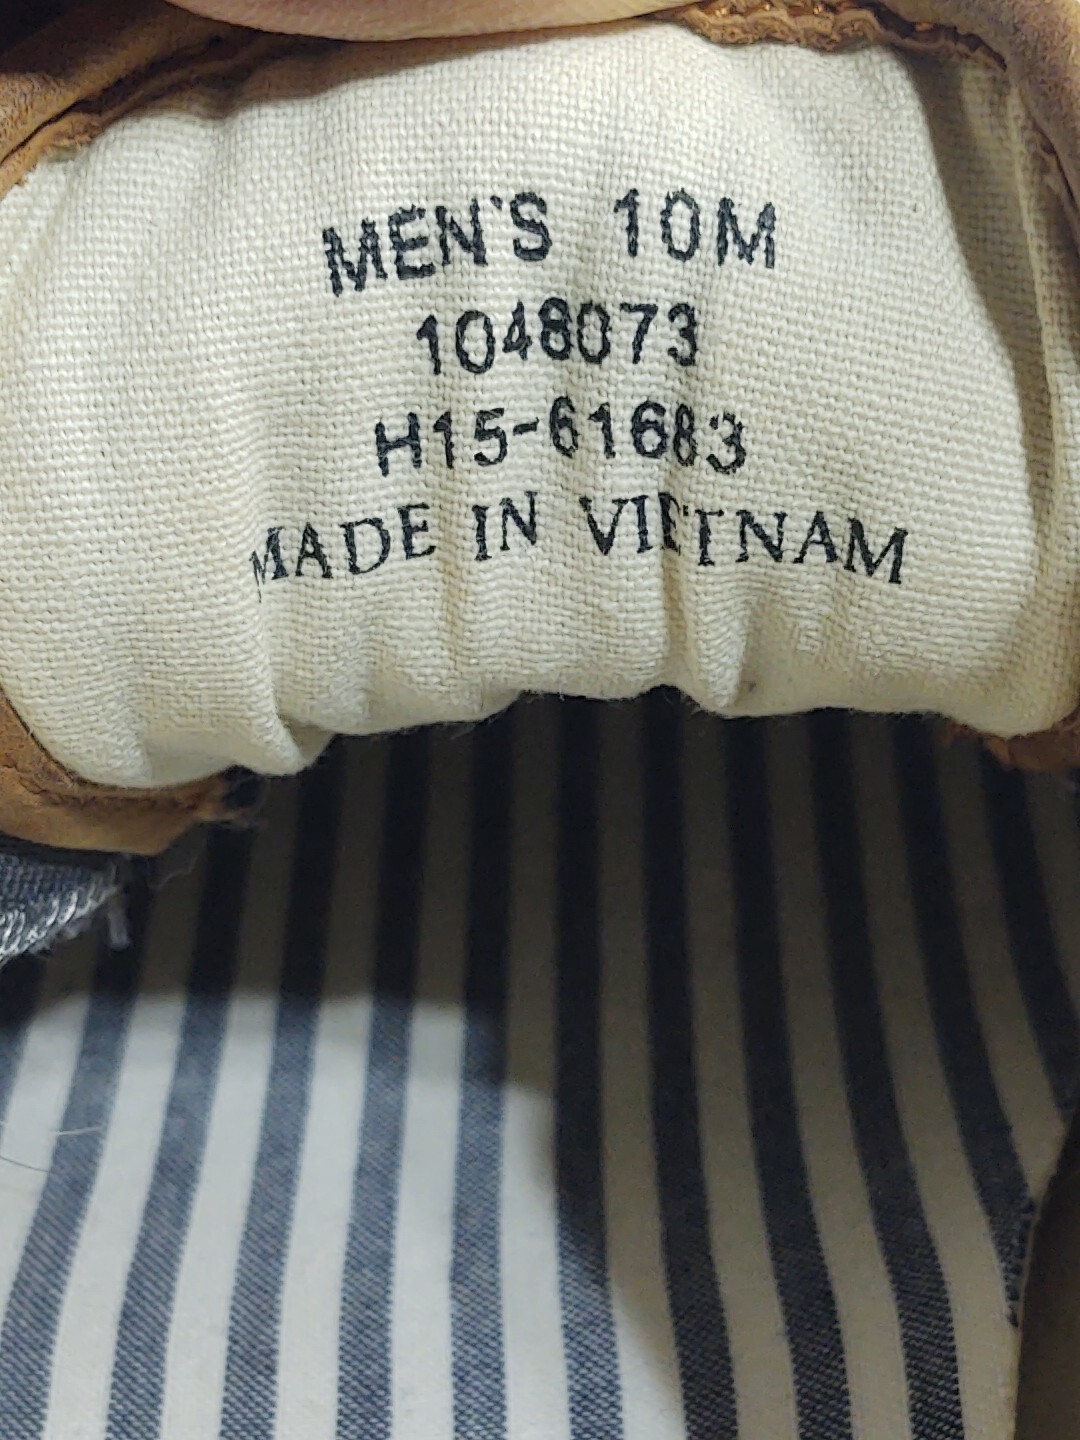 MEN'S 10M
1048073
H15-61683
MADE IN VIETNAM